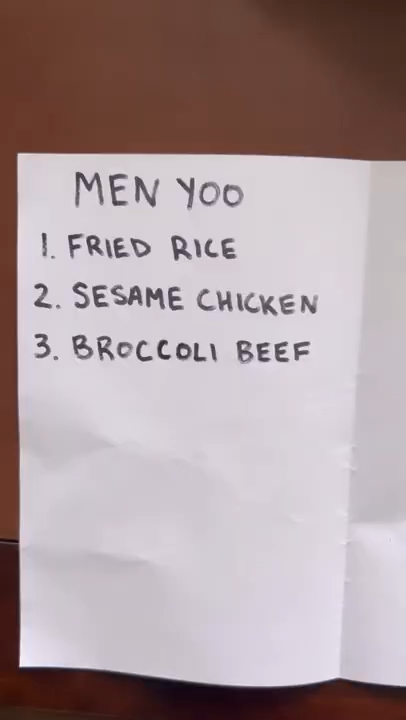 MEN YOO
1. FRIED RICE
2. SESAME CHICKEN
3. BROCCOLI BEEF